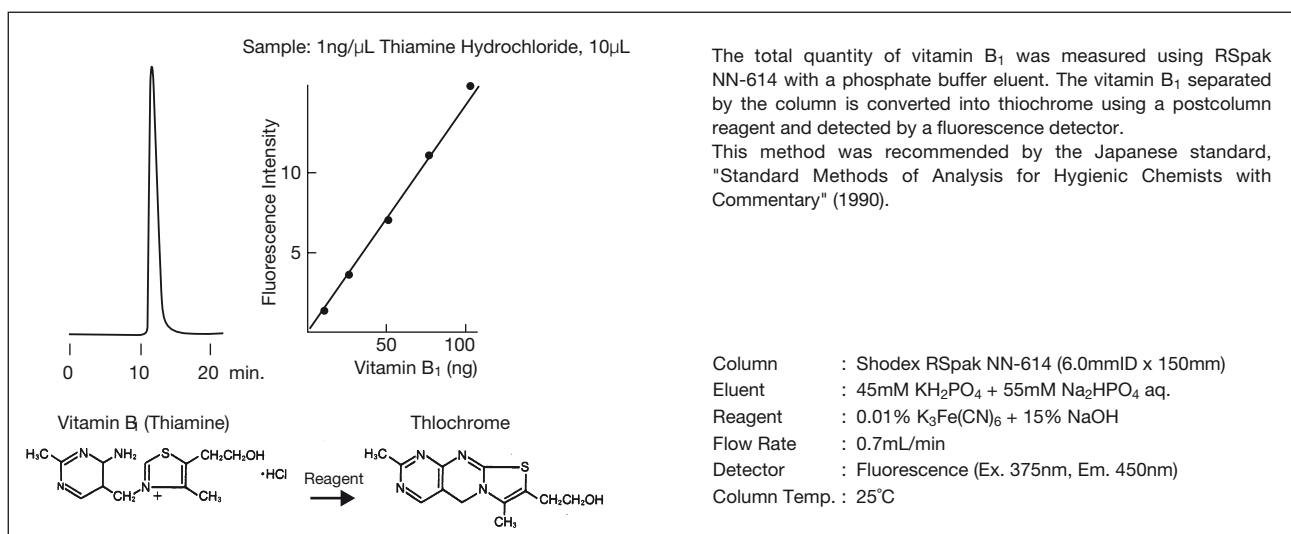 Sample: 1ng/µL Thiamine Hydrochloride, 10µL
Fluorescence Intensity
10
5
50
100
Vitamin B₁ (ng)
0
10
20
min.
Vitamin B₁ (Thiamine)
H₃C
N
NH₂
N
CH₂
N
+
S
CH₂CH₂OH
CH₃
·HCl
Reagent
Thlochrome
H₃C
N
N
N
N
S
CH₂CH₂OH
CH₃
The total quantity of vitamin B₁ was measured using RSpak
NN-614 with a phosphate buffer eluent. The vitamin B₁ separated
by the column is converted into thiochrome using a postcolumn
reagent and detected by a fluorescence detector.
This method was recommended by the Japanese standard,
"Standard Methods of Analysis for Hygienic Chemists with
Commentary" (1990).
Column : Shodex RSpak NN-614 (6.0mmID x 150mm)
Eluent : 45mM KH₂PO₄ + 55mM Na₂HPO₄ aq.
Reagent : 0.01% K₃Fe(CN)₆ + 15% NaOH
Flow Rate : 0.7mL/min
Detector : Fluorescence (Ex. 375nm, Em. 450nm)
Column Temp. : 25°C